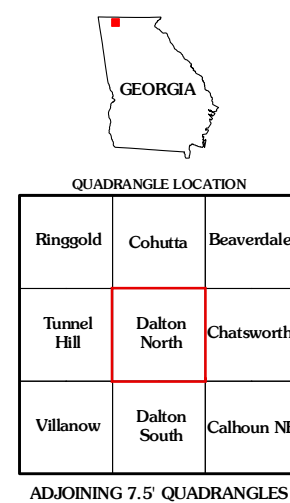 GEORGIA
QUADRANGLE LOCATION
Ringgold Cohutta Beaverdale
Tunnel Hill Dalton North Chatsworth
Villanow Dalton South Calhoun NE
ADJOINING 7.5' QUADRANGLES